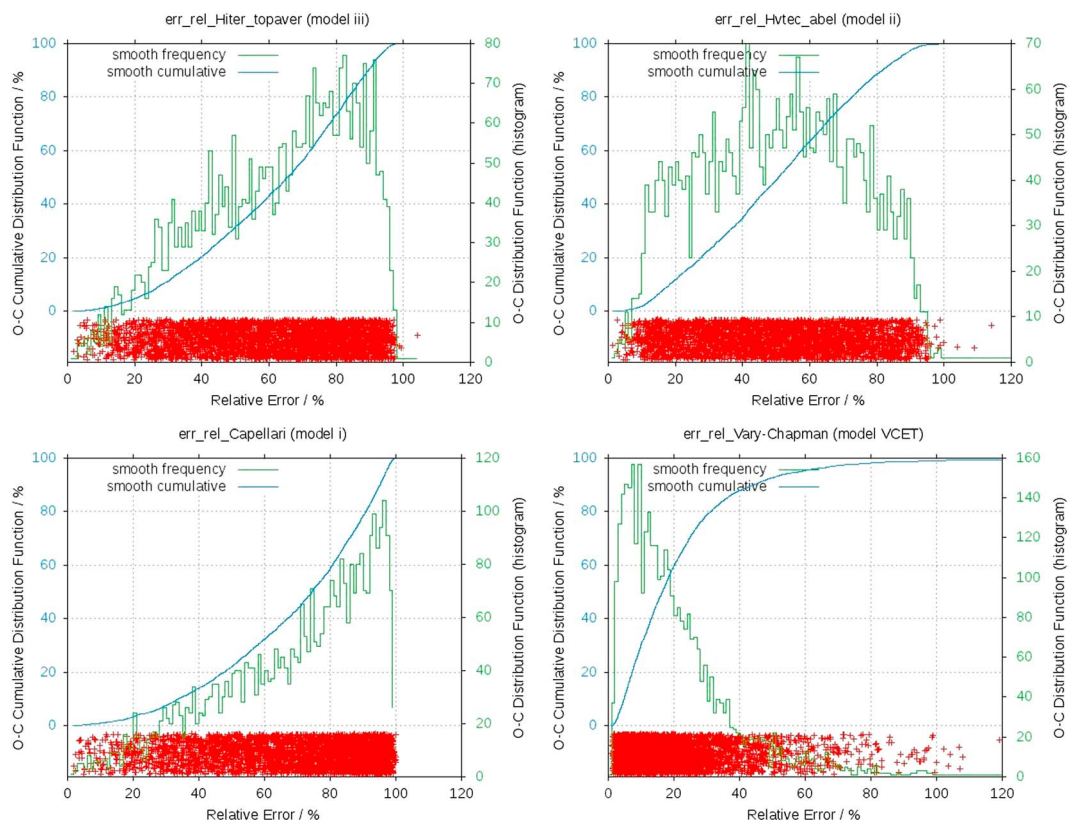 err_rel_Hiter_topaver (model iii)
smooth frequency
smooth cumulative
O-C Cumulative Distribution Function / %
100
80
60
40
20
0
O-C Distribution Function (histogram)
80
70
60
50
40
30
20
10
0
0 20 40 60 80 100 120
Relative Error / %
err_rel_Hvtec_abel (model ii)
smooth frequency
smooth cumulative
O-C Cumulative Distribution Function / %
100
80
60
40
20
0
O-C Distribution Function (histogram)
70
60
50
40
30
20
10
0
0 20 40 60 80 100 120
Relative Error / %
err_rel_Capellari (model i)
smooth frequency
smooth cumulative
O-C Cumulative Distribution Function / %
100
80
60
40
20
0
O-C Distribution Function (histogram)
120
100
80
60
40
20
0
0 20 40 60 80 100 120
Relative Error / %
err_rel_Vary-Chapman (model VCET)
smooth frequency
smooth cumulative
O-C Cumulative Distribution Function / %
100
80
60
40
20
0
O-C Distribution Function (histogram)
160
140
120
100
80
60
40
20
0
0 20 40 60 80 100 120
Relative Error / %